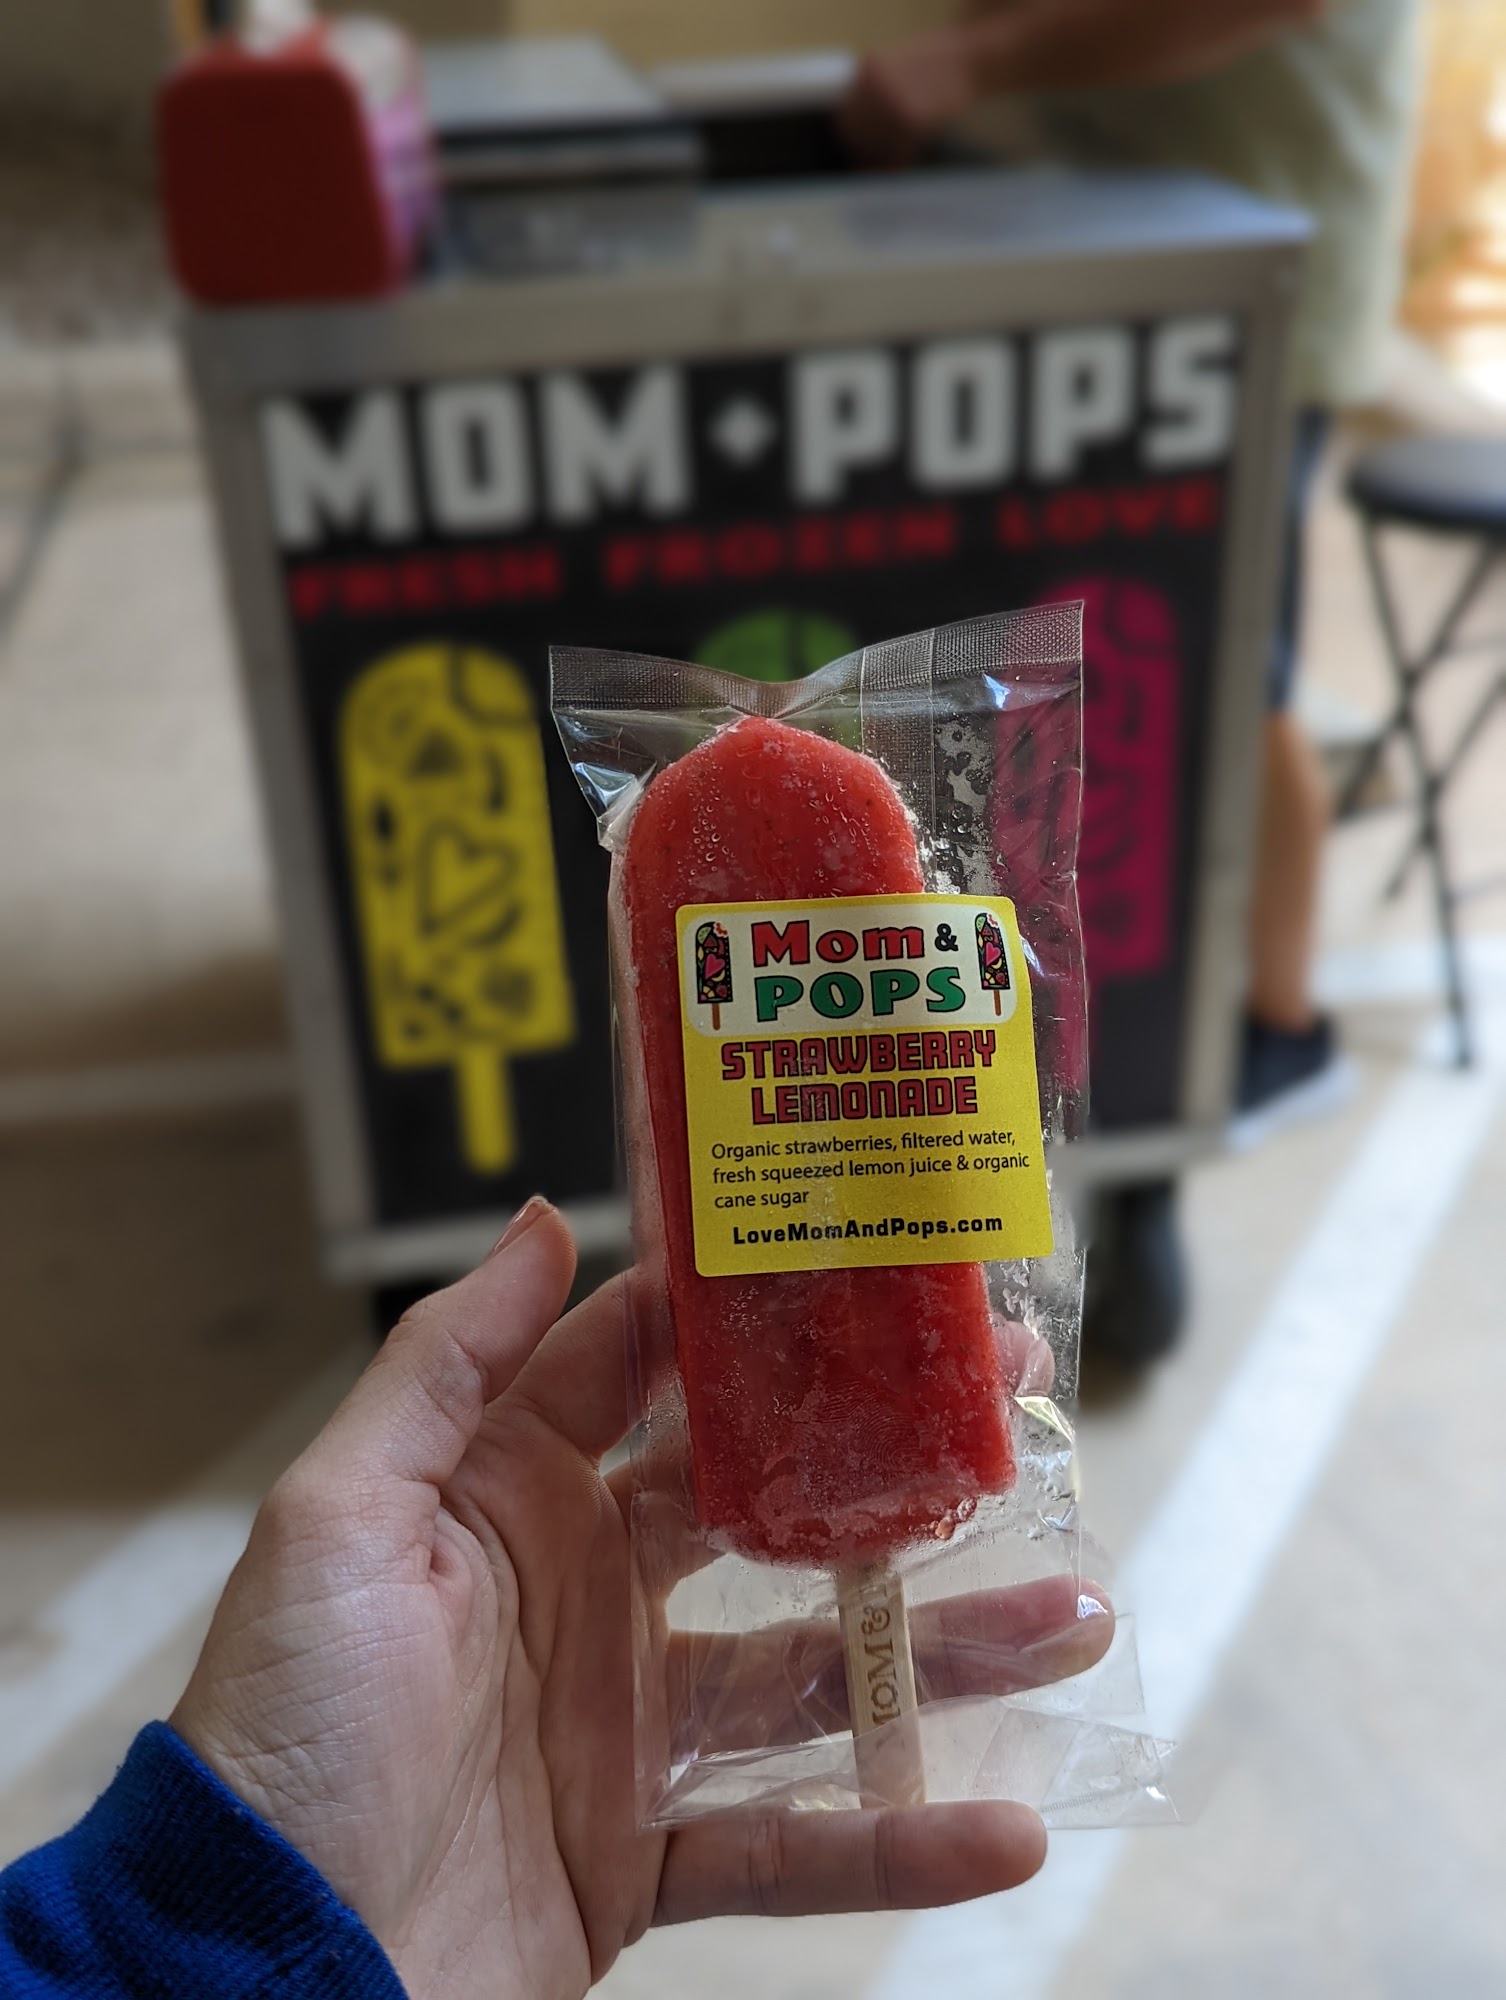 MOM + POPS
FRESH FROZEN LOVE
Mom &
POPS
STRAWBERRY
LEMONADE
Organic strawberries, filtered water,
fresh squeezed lemon juice & organic
cane sugar
LoveMomAndPops.com
MOM &